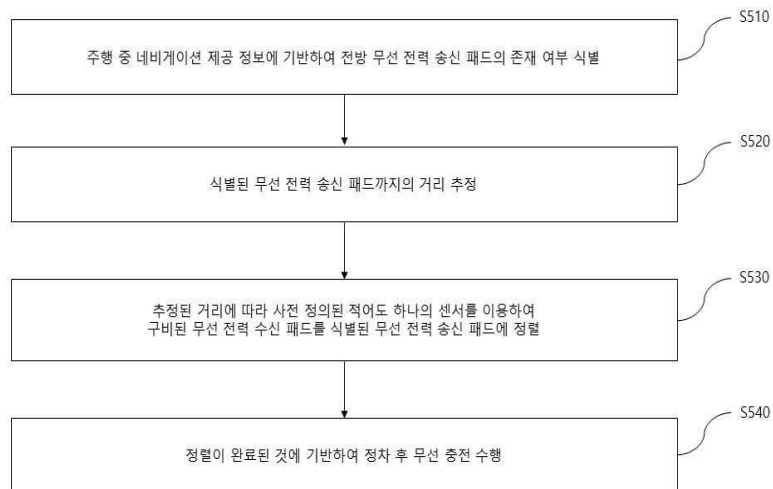 S510
주행 중 네비게이션 제공 정보에 기반하여 전방 무선 전력 송신 패드의 존재 여부 식별
S520
식별된 무선 전력 송신 패드까지의 거리 추정
S530
추정된 거리에 따라 사전 정의된 적어도 하나의 센서를 이용하여
구비된 무선 전력 수신 패드를 식별된 무선 전력 송신 패드에 정렬
S540
정렬이 완료된 것에 기반하여 정차 후 무선 충전 수행